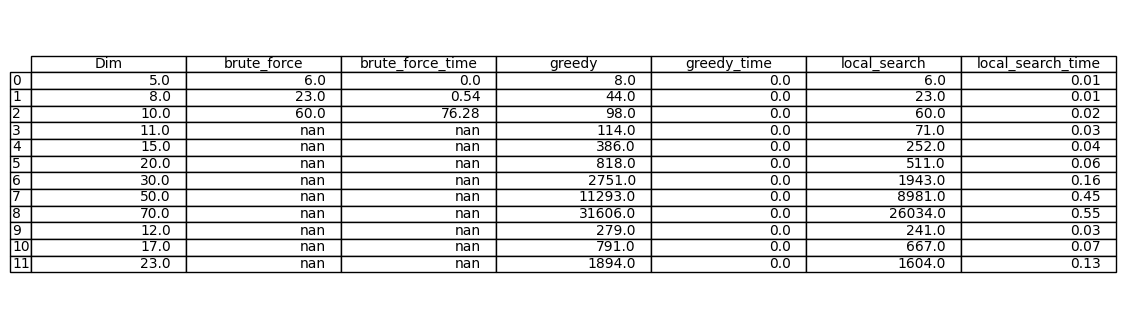 Dim brute_force brute_force_time greedy greedy_time local_search local_search_time
0 5.0 6.0 0.0 8.0 0.0 6.0 0.01
1 8.0 23.0 0.54 44.0 0.0 23.0 0.01
2 10.0 60.0 76.28 98.0 0.0 60.0 0.02
3 11.0 nan nan 114.0 0.0 71.0 0.03
4 15.0 nan nan 386.0 0.0 252.0 0.04
5 20.0 nan nan 818.0 0.0 511.0 0.06
6 30.0 nan nan 2751.0 0.0 1943.0 0.16
7 50.0 nan nan 11293.0 0.0 8981.0 0.45
8 70.0 nan nan 31606.0 0.0 26034.0 0.55
9 12.0 nan nan 279.0 0.0 241.0 0.03
10 17.0 nan nan 791.0 0.0 667.0 0.07
11 23.0 nan nan 1894.0 0.0 1604.0 0.13